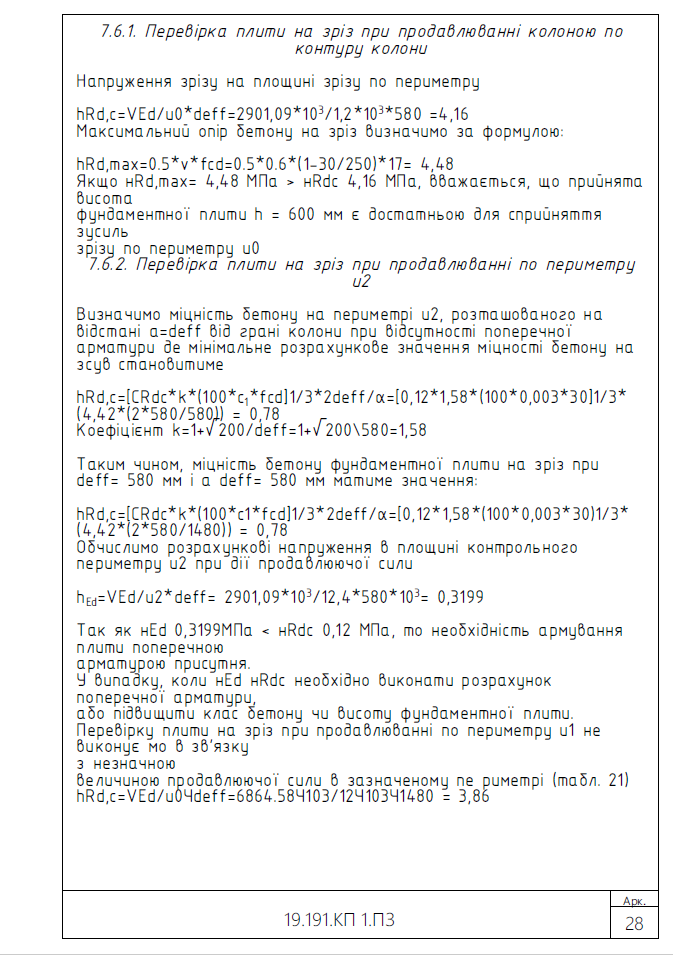 7.6.1. Перевірка плити на зріз при продавлюванні колоною по
контуру колони
Напруження зрізу на площині зрізу по периметру
hRd,c=VEd/u0*deff=2901,09*10³/1,2*10³*580 =4,16
Максимальний опір бетону на зріз визначимо за формулою:
hRd,max=0.5*v*fcd=0.5*0.6*(1-30/250)*17= 4,48
Якщо нRd,max= 4,48 МПа > нRdc 4,16 МПа, вважається, що прийнята
висота
фундаментної плити h = 600 мм є достатньою для сприйняття
зусиль
зрізу по периметру u0
7.6.2. Перевірка плити на зріз при продавлюванні по периметру
u2
Визначимо міцність бетону на периметрі u2, розташованого на
відстані a=deff від грані колони при відсутності поперечної
арматури де мінімальне розрахункове значення міцності бетону на
зсув становитиме
hRd,c=[CRdc*k*(100*c₁*fcd]1/3*2deff/α=[0,12*1,58*(100*0,003*30]1/3*
(4,42*(2*580/580)) = 0,78
Коефіцієнт k=1+√200/deff=1+√200\580=1,58
Таким чином, міцність бетону фундаментної плити на зріз при
deff= 580 мм і a deff= 580 мм матиме значення:
hRd,c=[CRdc*k*(100*c1*fcd]1/3*2deff/α=[0,12*1,58*(100*0,003*30)1/3*
(4,42*(2*580/1480)) = 0,78
Обчислимо розрахункові напруження в площині контрольного
периметру u2 при дії продавлюючої сили
hEd=VEd/u2*deff= 2901,09*10³/12,4*580*10³= 0,3199
Так як нEd 0,3199МПа < нRdc 0,12 МПа, то необхідність армування
плити поперечною
арматурою присутня.
У випадку, коли нEd нRdc необхідно виконати розрахунок
поперечної арматури,
або підвищити клас бетону чи висоту фундаментної плити.
Перевірку плити на зріз при продавлюванні по периметру u1 не
виконує мо в зв'язку
з незначною
величиною продавлюючої сили в зазначеному пе риметрі (табл. 21)
hRd,c=VEd/u0Чdeff=6864.58Ч103/12Ч103Ч1480 = 3,86
19.191.КП 1.ПЗ
Арк.
28